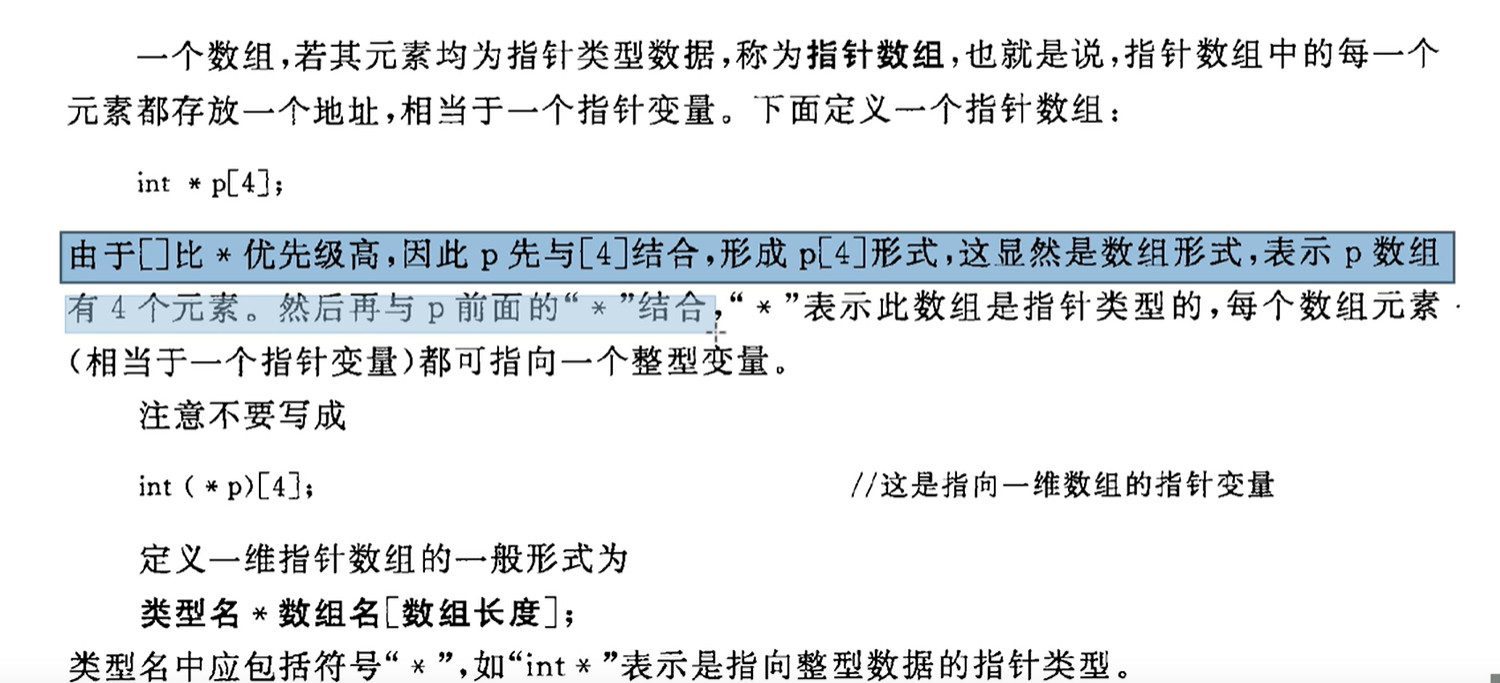 一个数组,若其元素均为指针类型数据,称为指针数组,也就是说,指针数组中的每一个
元素都存放一个地址,相当于一个指针变量。下面定义一个指针数组:
int * p[4];
由于[]比 * 优先级高,因此 p 先与[4]结合,形成 p[4]形式,这显然是数组形式,表示 p 数组
有 4 个元素。然后再与 p 前面的“ * ”结合,“ * ”表示此数组是指针类型的,每个数组元素
(相当于一个指针变量)都可指向一个整型变量。
注意不要写成
int ( * p)[4]; //这是指向一维数组的指针变量
定义一维指针数组的一般形式为
类型名 * 数组名[数组长度];
类型名中应包括符号“ * ”,如“int * ”表示是指向整型数据的指针类型。